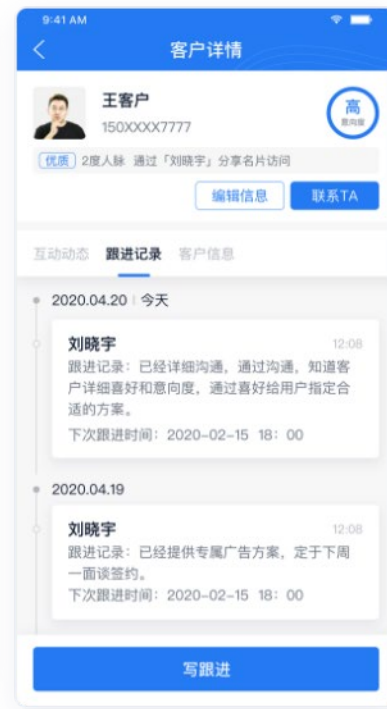 9:41 AM
客户详情
王客户
150XXXX7777
高
意向度
优质 2度人脉 通过「刘晓宇」分享名片访问
编辑信息 联系TA
互动动态 跟进记录 客户信息
2020.04.20 | 今天
刘晓宇 12:08
跟进记录：已经详细沟通，通过沟通，知道客
户详细喜好和意向度，通过喜好给用户指定合
适的方案。
下次跟进时间：2020-02-15 18：00
2020.04.19
刘晓宇 12:08
跟进记录：已经提供专属广告方案，定于下周
一面谈签约。
下次跟进时间：2020-02-15 18：00
写跟进